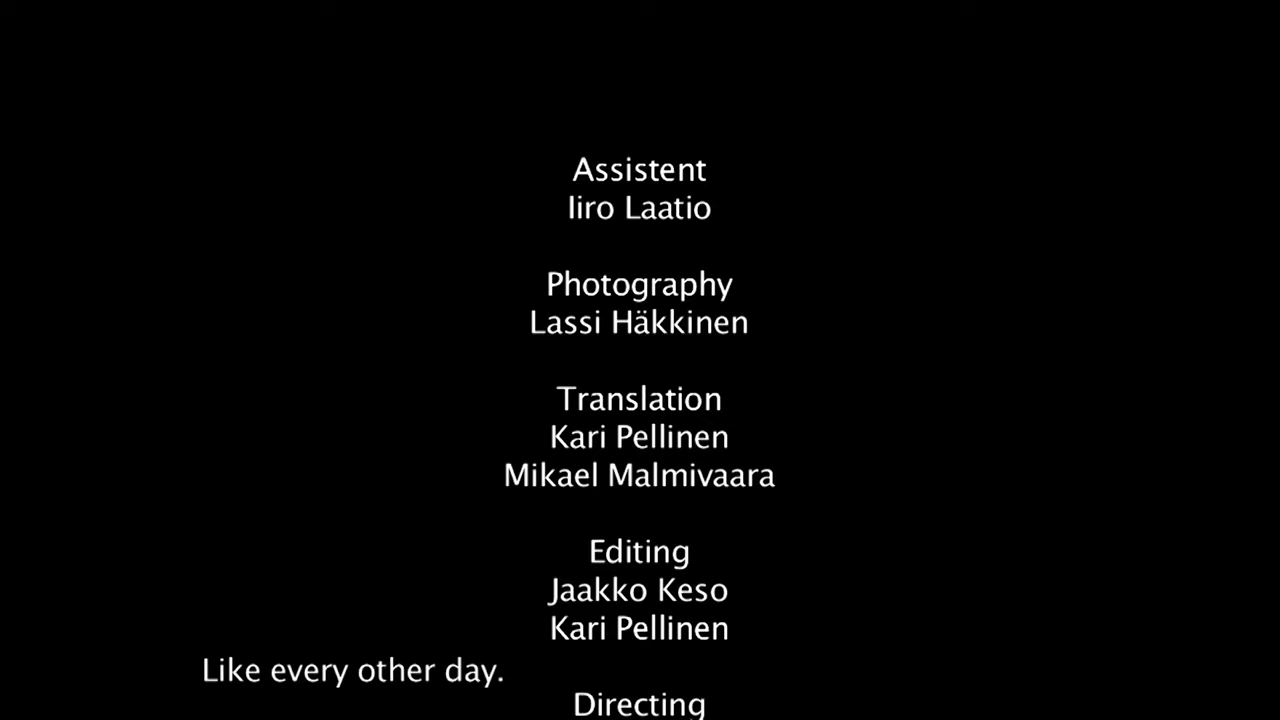 Assistent
Iiro Laatio
Photography
Lassi Häkkinen
Translation
Kari Pellinen
Mikael Malmivaara
Editing
Jaakko Keso
Kari Pellinen
Like every other day.
Directing